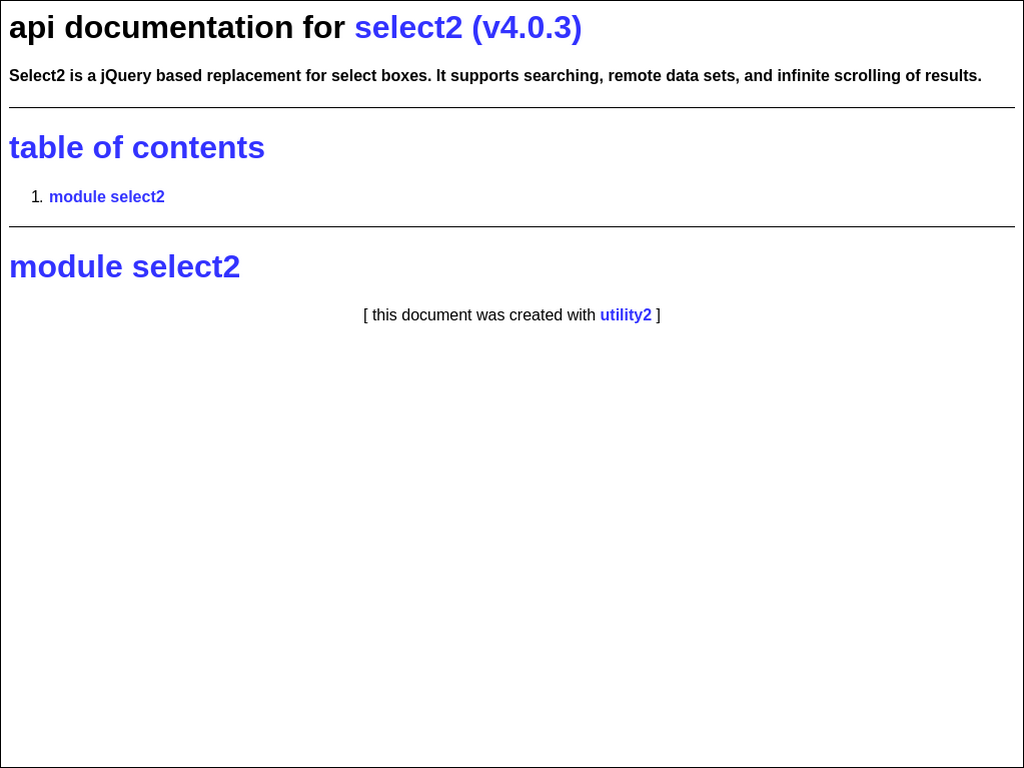 api documentation for select2 (v4.0.3)
Select2 is a jQuery based replacement for select boxes. It supports searching, remote data sets, and infinite scrolling of results.
table of contents
1. module select2
module select2
[ this document was created with utility2 ]